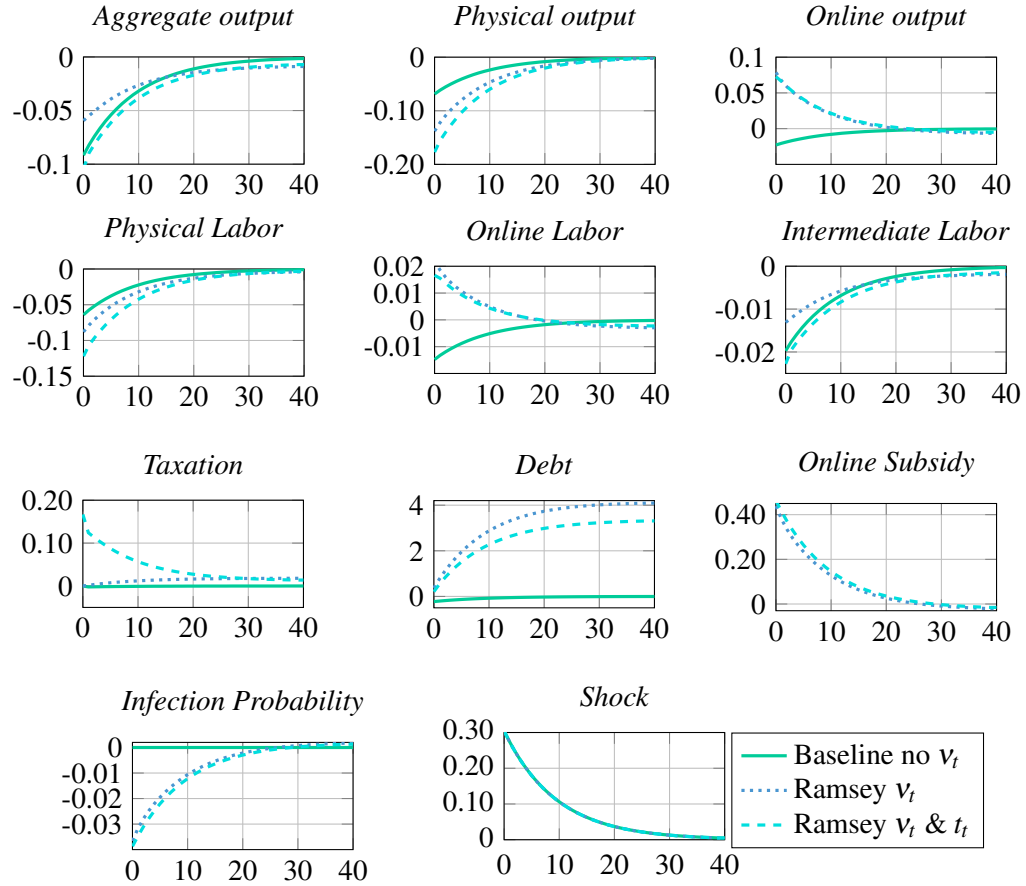 Aggregate output
Physical output
Online output
0
-0.05
-0.1
0 10 20 30 40
0
-0.10
-0.20
0 10 20 30 40
0.1
0.05
0
0 10 20 30 40
Physical Labor
Online Labor
Intermediate Labor
0
-0.05
-0.1
-0.15
0 10 20 30 40
0.02
0.01
0
-0.01
0 10 20 30 40
0
-0.01
-0.02
0 10 20 30 40
Taxation
Debt
Online Subsidy
0.20
0.10
0
0 10 20 30 40
4
2
0
0 10 20 30 40
0.40
0.20
0
0 10 20 30 40
Infection Probability
Shock
0
-0.01
-0.02
-0.03
0 10 20 30 40
0.30
0.10
0
0 10 20 30 40
Baseline no ν_t
Ramsey ν_t
Ramsey ν_t & t_t